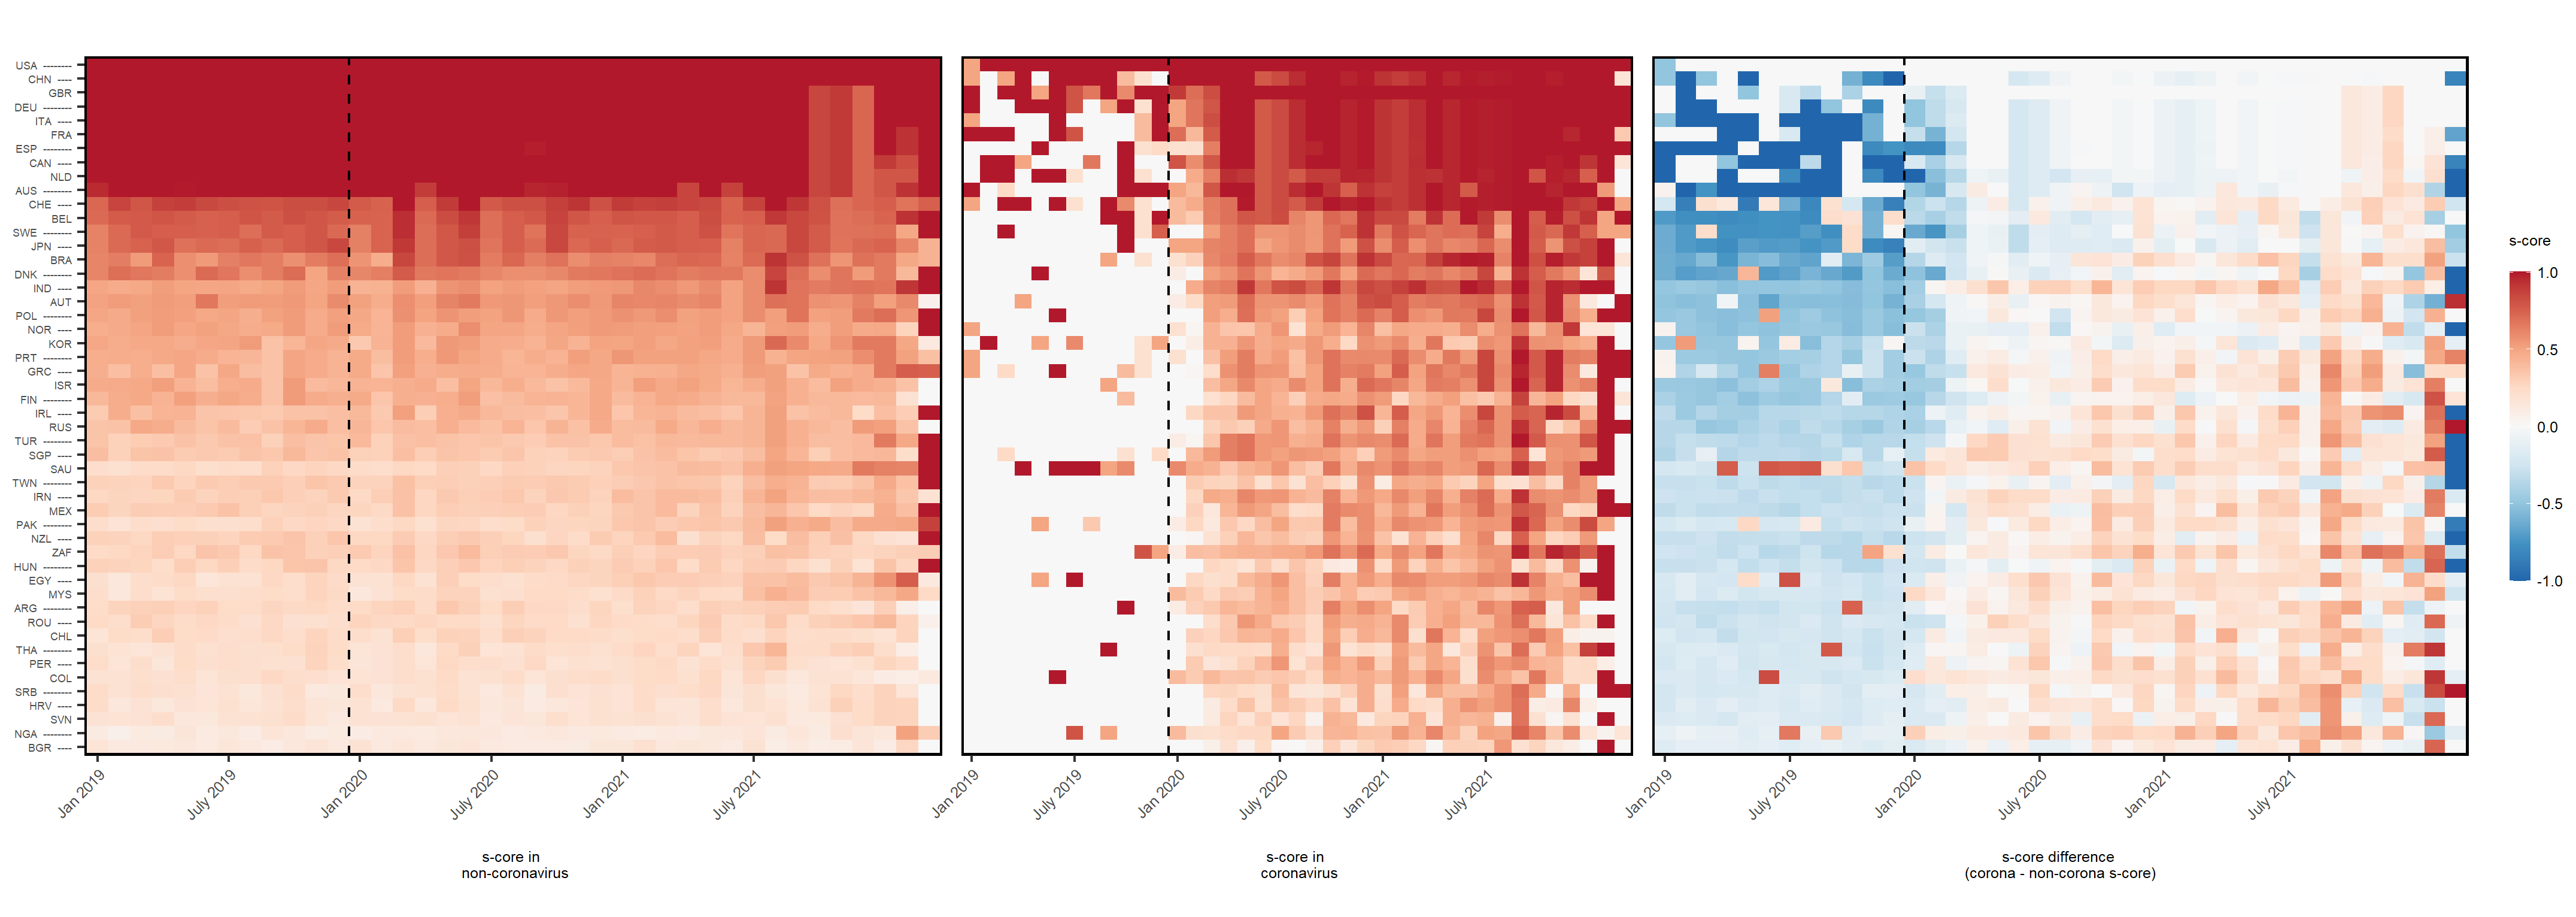 USA --------
CHN ----
GBR
DEU --------
ITA ----
FRA
ESP --------
CAN ----
NLD
AUS --------
CHE ----
BEL
SWE --------
JPN ----
BRA
DNK --------
IND ----
AUT
POL --------
NOR ----
KOR
PRT --------
GRC ----
ISR
FIN --------
IRL ----
RUS
TUR --------
SGP ----
SAU
TWN --------
IRN ----
MEX
PAK --------
NZL ----
ZAF
HUN --------
EGY ----
MYS
ARG --------
ROU ----
CHL
THA --------
PER ----
COL
SRB --------
HRV ----
SVN
NGA --------
BGR ----
Jan 2019
July 2019
Jan 2020
July 2020
Jan 2021
July 2021
s-core in
non-coronavirus
Jan 2019
July 2019
Jan 2020
July 2020
Jan 2021
July 2021
s-core in
coronavirus
Jan 2019
July 2019
Jan 2020
July 2020
Jan 2021
July 2021
s-core difference
(corona - non-corona s-core)
s-core
1.0
0.5
0.0
-0.5
-1.0